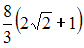 8/3 (2√2 + 1)